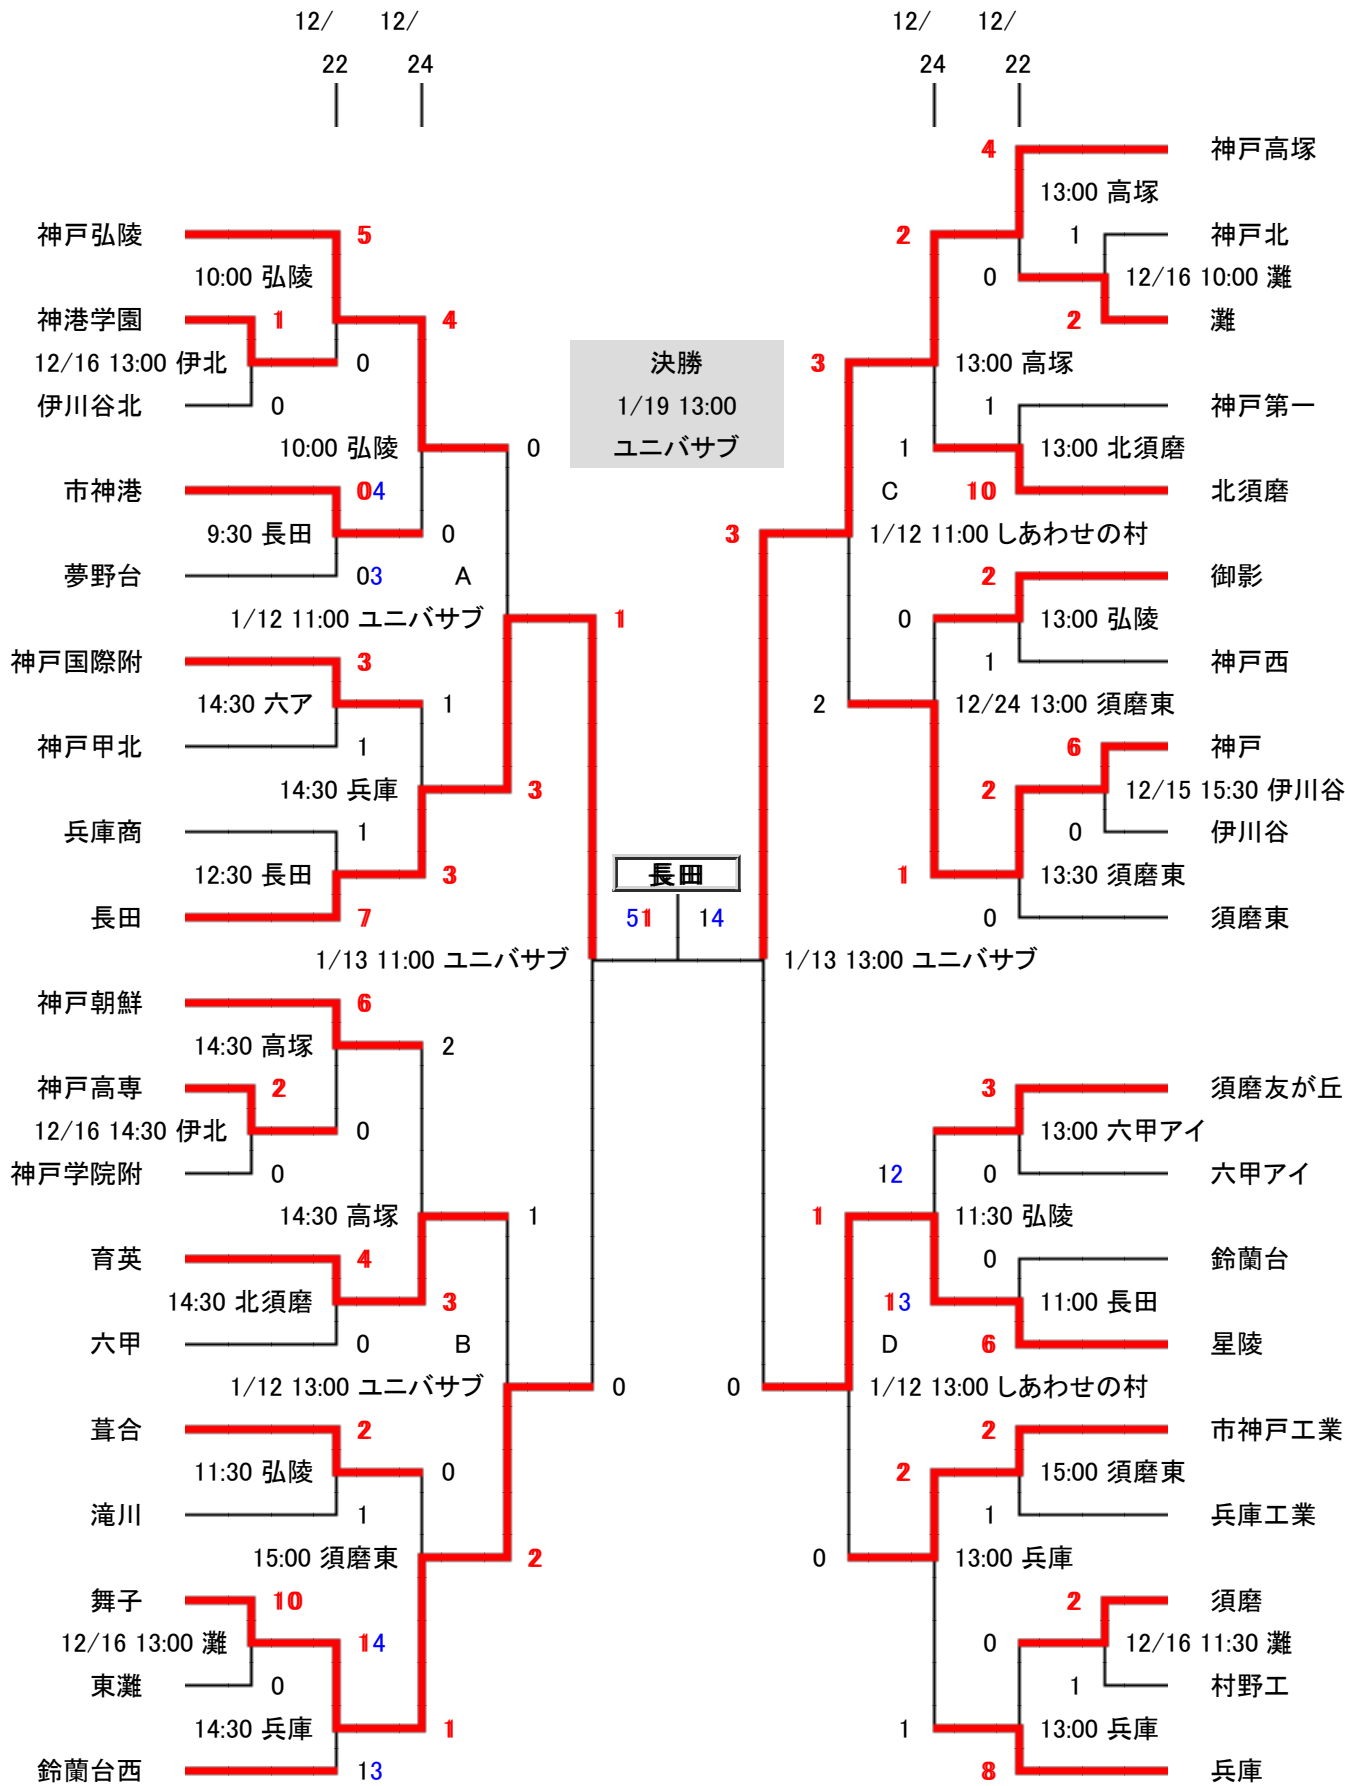 12/ 12/ 12/ 12/
22 24 24 22
4 神戸高塚
13:00 高塚
神戸弘陵 5 2 1 神戸北
10:00 弘陵 0 12/16 10:00 灘
神港学園 1 4 2 灘
12/16 13:00 伊北 0 決勝 3 13:00 高塚
伊川谷北 0 1/19 13:00 1 神戸第一
10:00 弘陵 0 ユニバサブ 1 13:00 北須磨
市神港 04 C 10 北須磨
9:30 長田 0 3 1/12 11:00 しあわせの村
夢野台 03 A 2 御影
1/12 11:00 ユニバサブ 1 0 13:00 弘陵
神戸国際附 3 1 神戸西
14:30 六ア 1 2 12/24 13:00 須磨東
神戸甲北 1 6 神戸
14:30 兵庫 3 2 12/15 15:30 伊川谷
兵庫商 1 0 伊川谷
12:30 長田 3 長田 1 13:30 須磨東
長田 7 51 14 0 須磨東
1/13 11:00 ユニバサブ 1/13 13:00 ユニバサブ
神戸朝鮮 6
14:30 高塚 2
神戸高専 2 3 須磨友が丘
12/16 14:30 伊北 0 13:00 六甲アイ
神戸学院附 0 12 0 六甲アイ
14:30 高塚 1 1 11:30 弘陵
育英 4 0 鈴蘭台
14:30 北須磨 3 13 11:00 長田
六甲 0 B D 6 星陵
1/12 13:00 ユニバサブ 0 0 1/12 13:00 しあわせの村
葺合 2 2 市神戸工業
11:30 弘陵 0 2 15:00 須磨東
滝川 1 1 兵庫工業
15:00 須磨東 2 0 13:00 兵庫
舞子 10 2 須磨
12/16 13:00 灘 14 0 12/16 11:30 灘
東灘 0 1 村野工
14:30 兵庫 1 1 13:00 兵庫
鈴蘭台西 13 8 兵庫